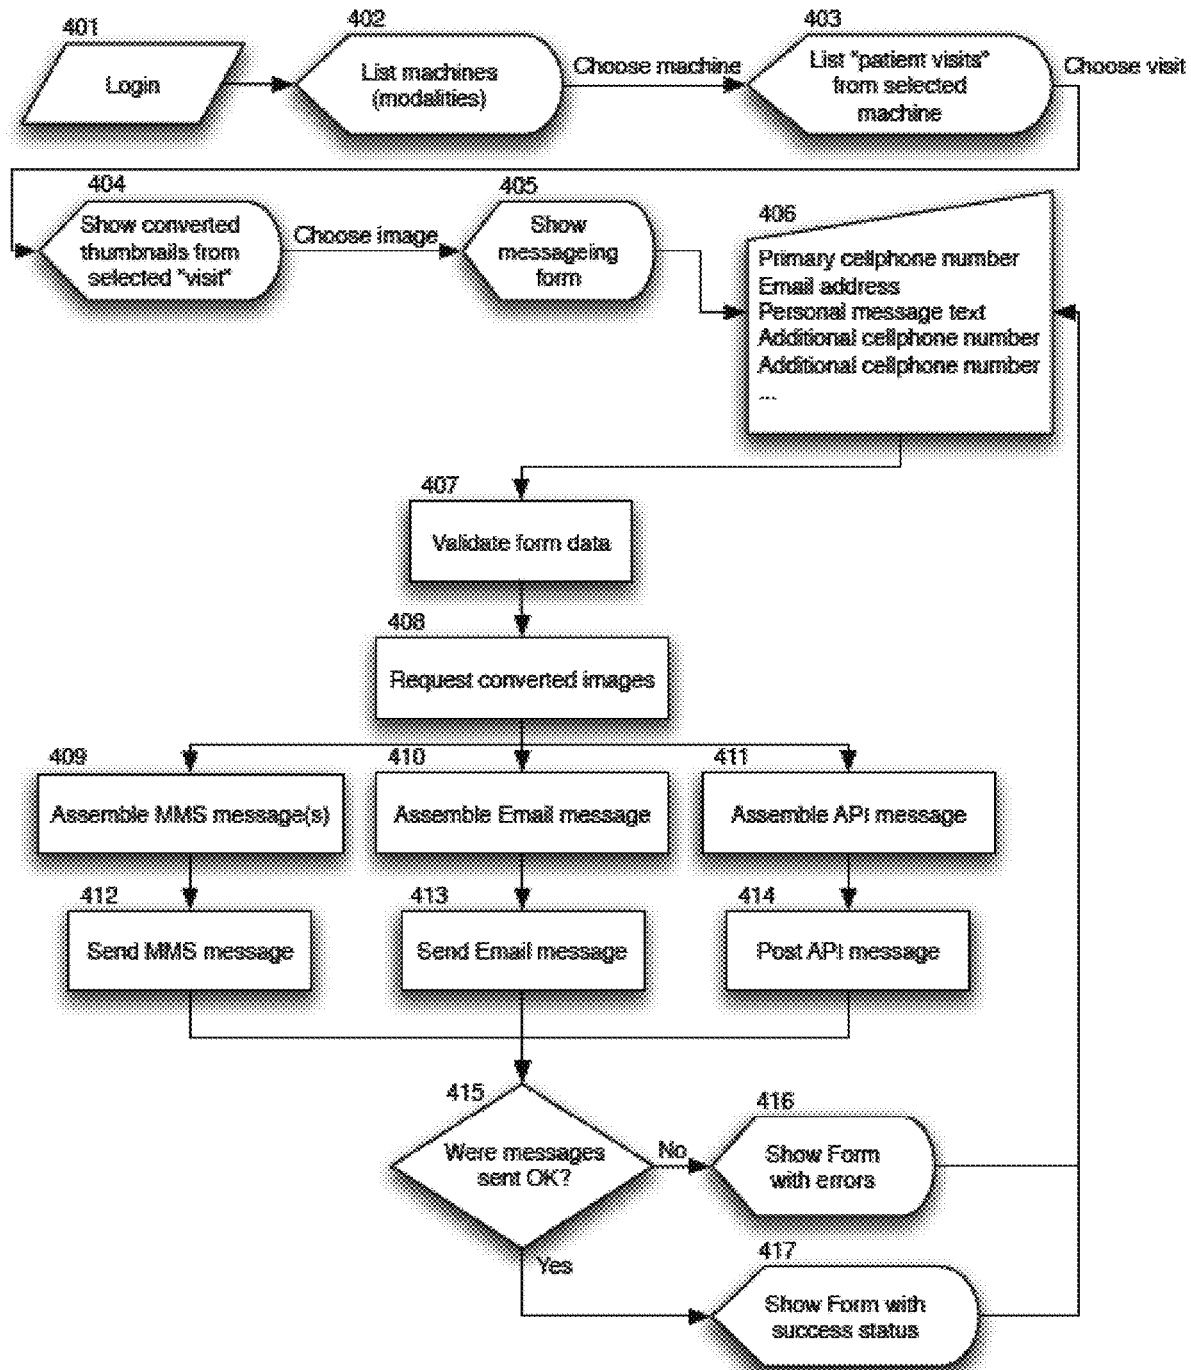 401
Login
402
List machines
(modalities)
Choose machine
403
List "patient visits"
from selected
machine
Choose visit
404
Show converted
thumbnails from
selected "visit"
Choose image
405
Show
messageing
form
406
Primary cellphone number
Email address
Personal message text
Additional cellphone number
Additional cellphone number
...
407
Validate form data
408
Request converted images
409
Assemble MMS message(s)
410
Assemble Email message
411
Assemble API message
412
Send MMS message
413
Send Email message
414
Post API message
415
Were messages
sent OK?
No
416
Show Form
with errors
Yes
417
Show Form with
success status